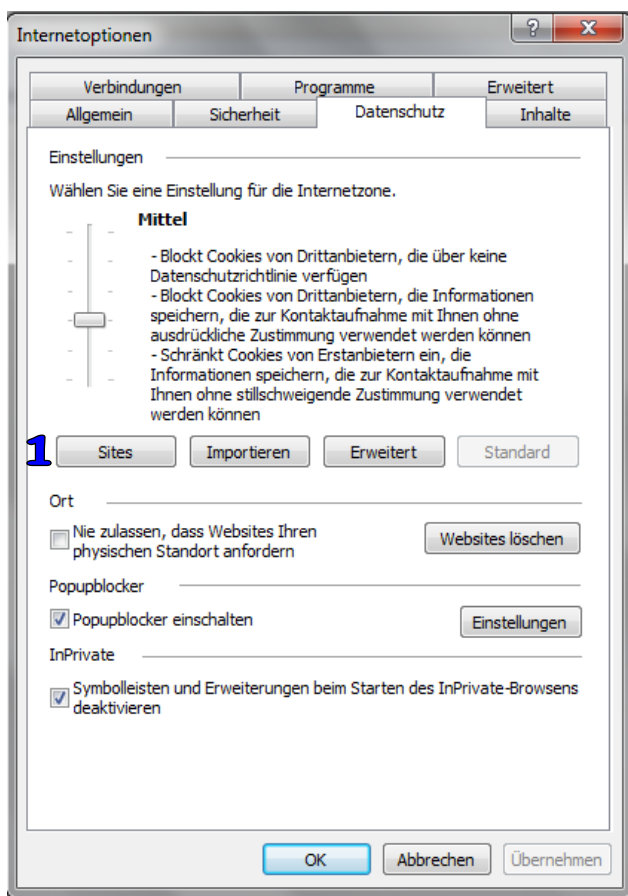 Internetoptionen
?
X
Verbindungen
Programme
Erweitert
Allgemein
Sicherheit
Datenschutz
Inhalte
Einstellungen
Wählen Sie eine Einstellung für die Internetzone.
Mittel
- Blockt Cookies von Drittanbietern, die über keine
Datenschutzrichtlinie verfügen
- Blockt Cookies von Drittanbietern, die Informationen
speichern, die zur Kontaktaufnahme mit Ihnen ohne
ausdrückliche Zustimmung verwendet werden können
- Schränkt Cookies von Erstanbietern ein, die
Informationen speichern, die zur Kontaktaufnahme mit
Ihnen ohne stillschweigende Zustimmung verwendet
werden können
1
Sites
Importieren
Erweitert
Standard
Ort
Nie zulassen, dass Websites Ihren
physischen Standort anfordern
Websites löschen
Popupblocker
Popupblocker einschalten
Einstellungen
InPrivate
Symbolleisten und Erweiterungen beim Starten des InPrivate-Browsens
deaktivieren
OK
Abbrechen
Übernehmen